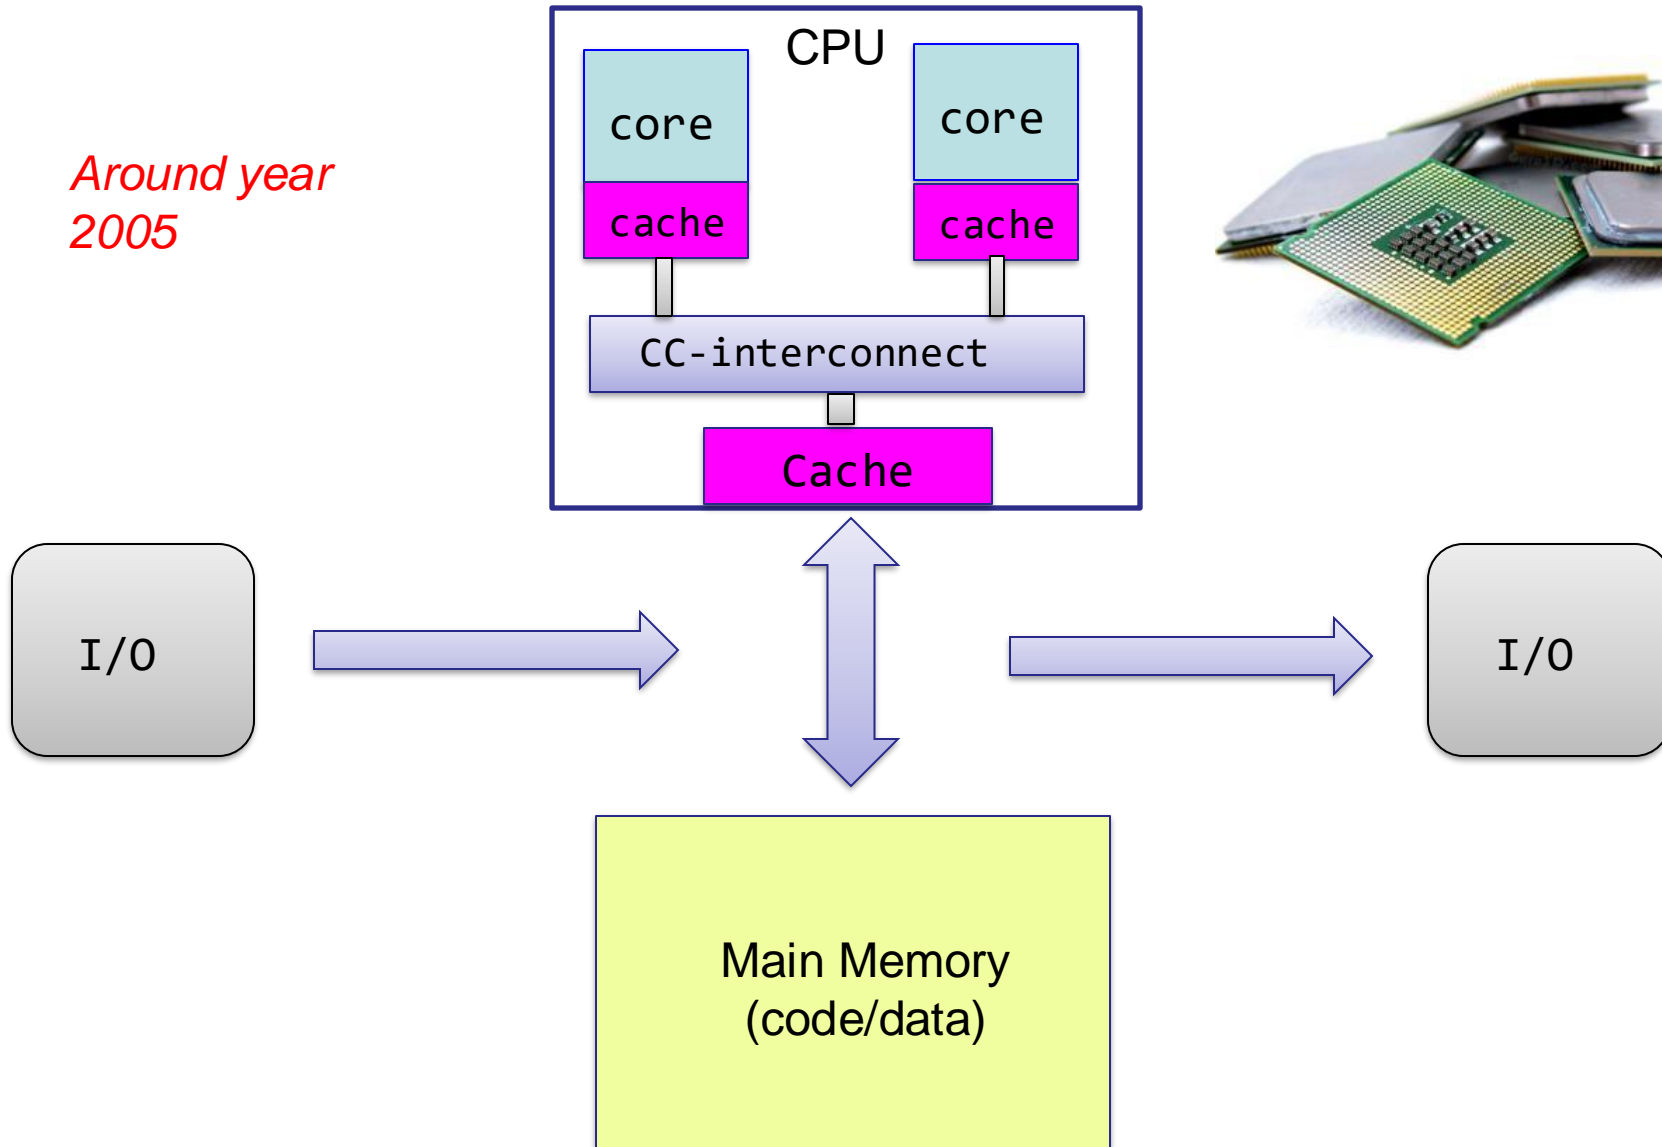 CPU
core
core
Around year
2005
cache
cache
CC-interconnect
Cache
I/O
I/O
Main Memory
(code/data)